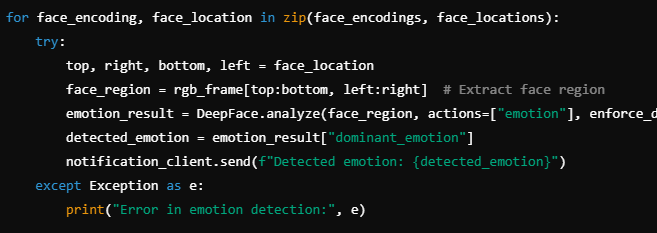 for face_encoding, face_location in zip(face_encodings, face_locations):
try:
top, right, bottom, left = face_location
face_region = rgb_frame[top:bottom, left:right]  # Extract face region
emotion_result = DeepFace.analyze(face_region, actions=["emotion"], enforce_d
detected_emotion = emotion_result["dominant_emotion"]
notification_client.send(f"Detected emotion: {detected_emotion}")
except Exception as e:
print("Error in emotion detection:", e)